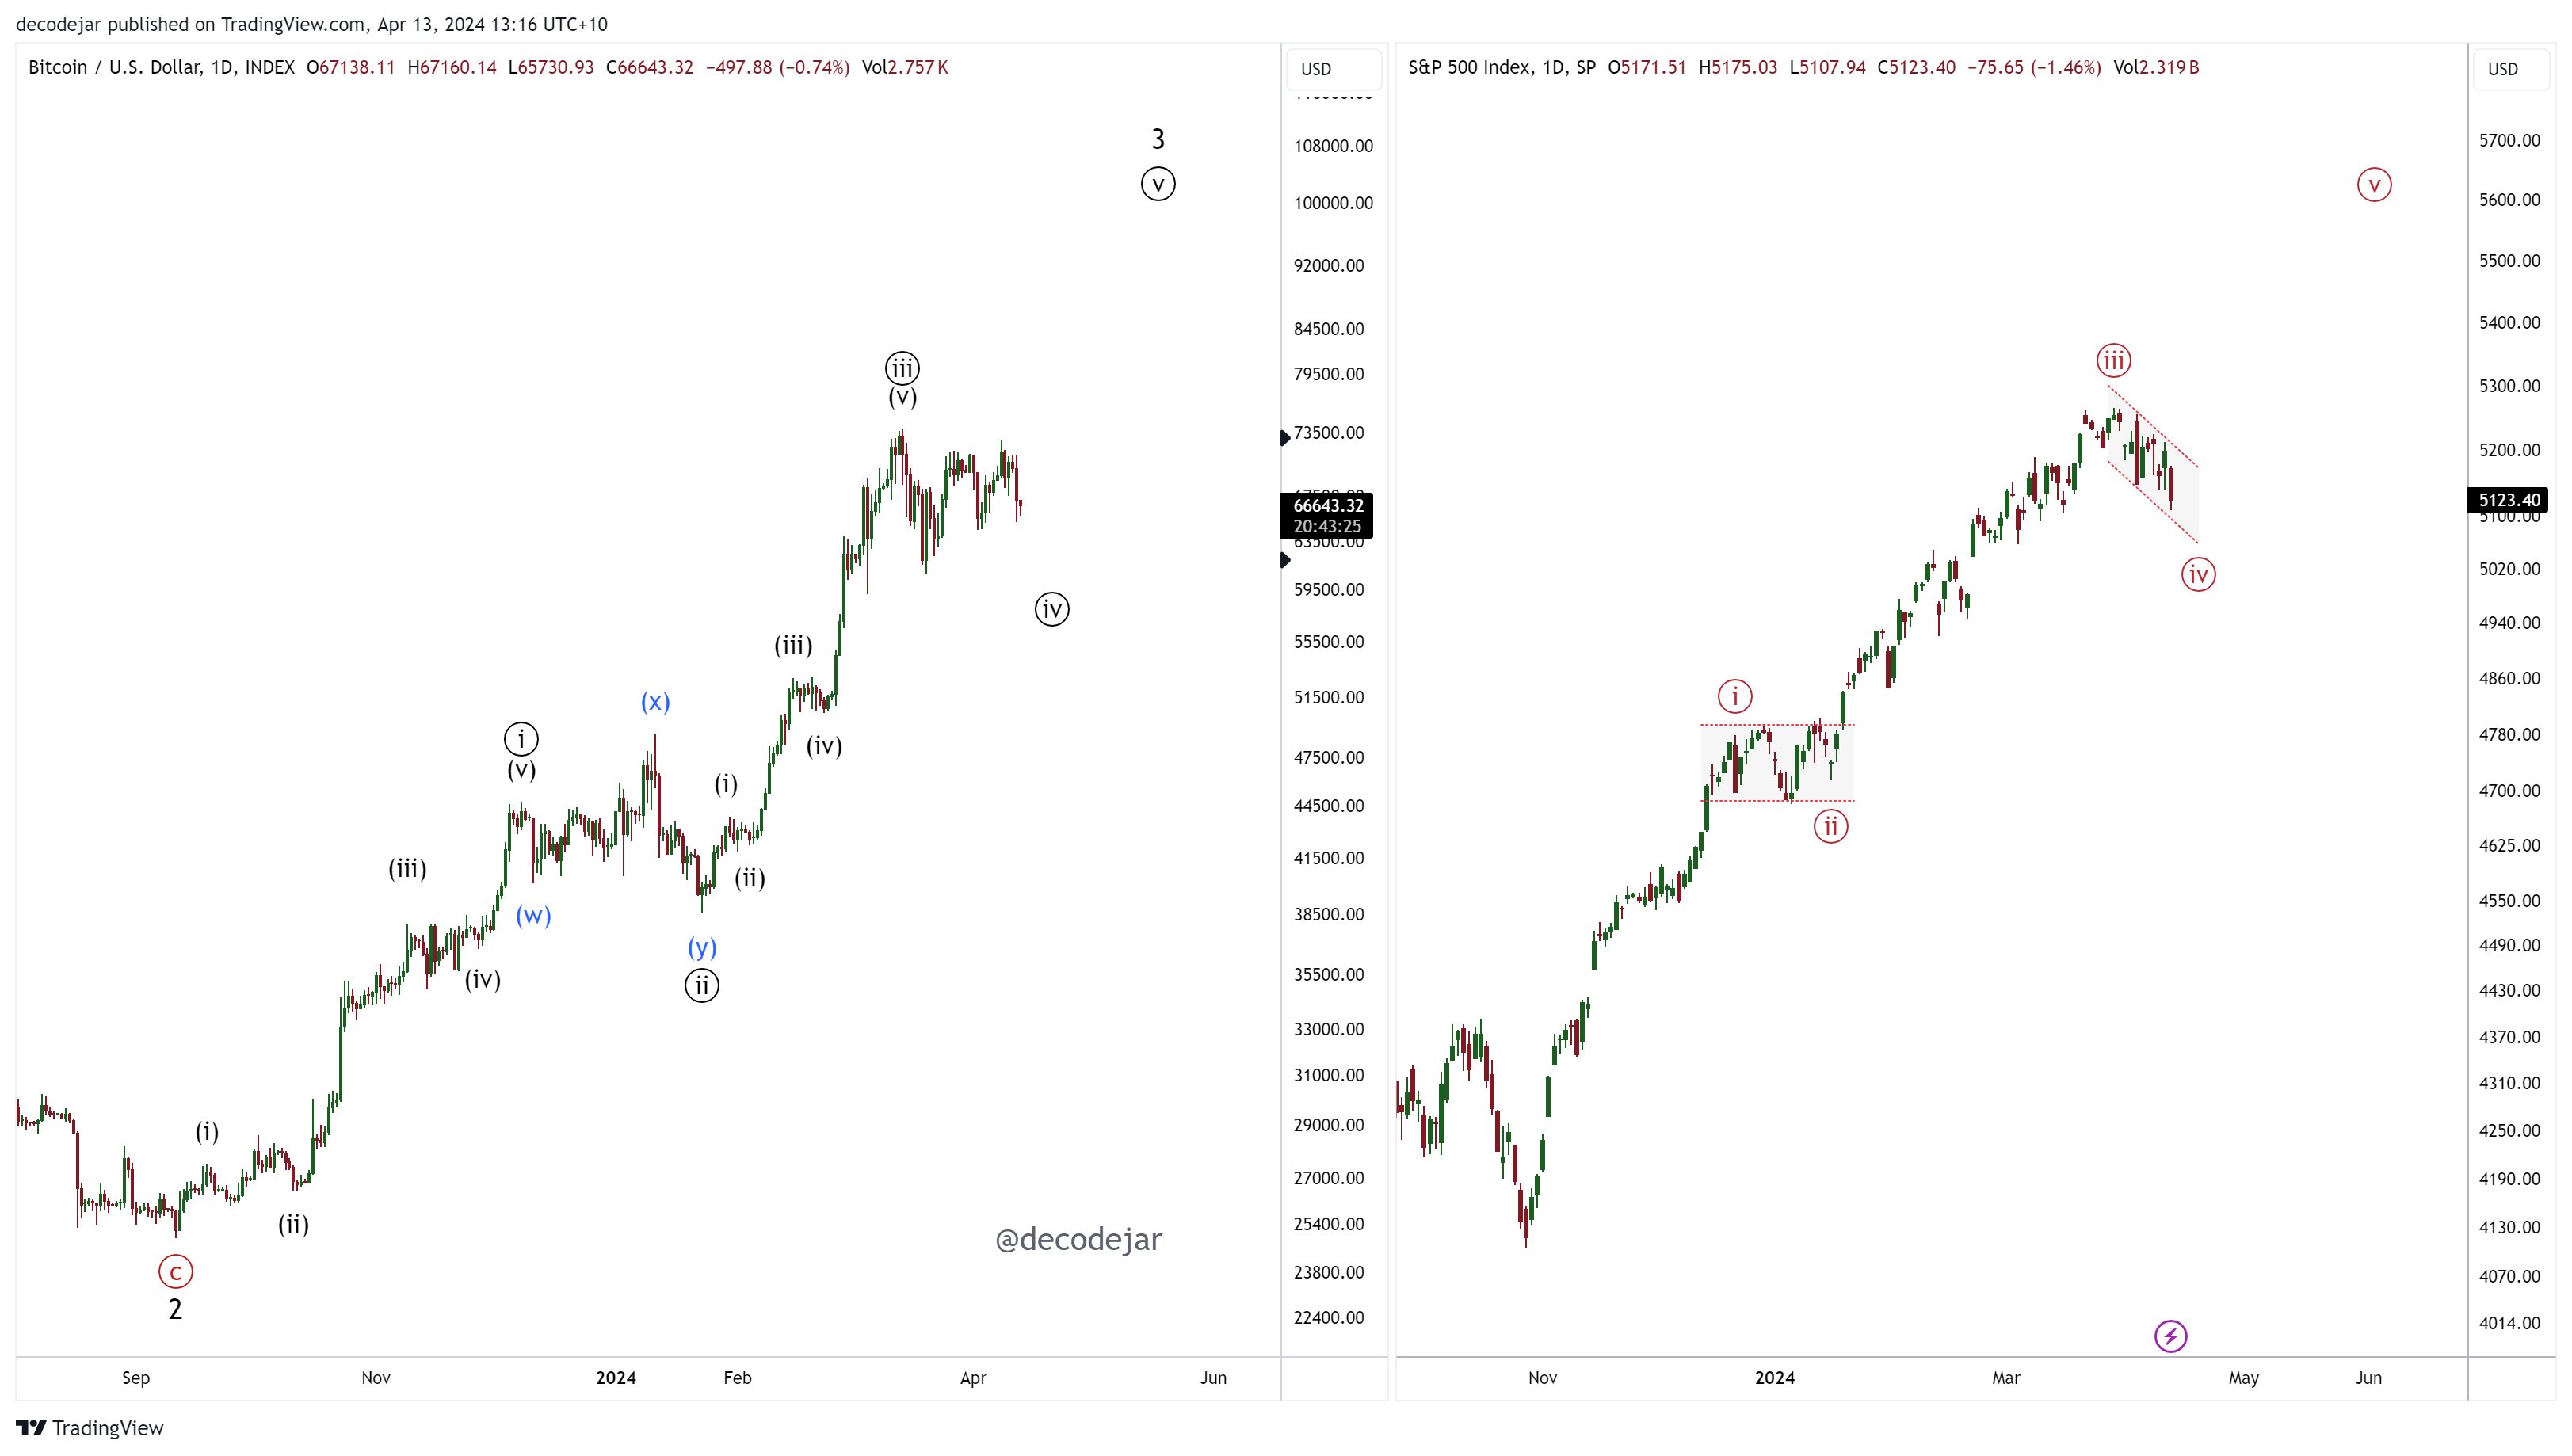 decodejar published on TradingView.com, Apr 13, 2024 13:16 UTC+10
Bitcoin / U.S. Dollar, 1D, INDEX O67138.11 H67160.14 L65730.93 C66643.32 −497.88 (−0.74%) Vol2.757 K
USD
3
v
iii
(v)
iv
(iii)
(x)
(iv)
i
(v)
(i)
(ii)
(iii)
(w)
(y)
(iv)
ii
(i)
(ii)
c
2
@decodejar
108000.00
100000.00
92000.00
84500.00
79500.00
73500.00
66643.32
20:43:25
63500.00
59500.00
55500.00
51500.00
47500.00
44500.00
41500.00
38500.00
35500.00
33000.00
31000.00
29000.00
27000.00
25400.00
23800.00
22400.00
Sep Nov 2024 Feb Apr Jun
S&P 500 Index, 1D, SP O5171.51 H5175.03 L5107.94 C5123.40 −75.65 (−1.46%) Vol2.319 B
USD
v
iii
iv
i
ii
5700.00
5600.00
5500.00
5400.00
5300.00
5200.00
5123.40
5100.00
5020.00
4940.00
4860.00
4780.00
4700.00
4625.00
4550.00
4490.00
4430.00
4370.00
4310.00
4250.00
4190.00
4130.00
4070.00
4014.00
Nov 2024 Mar May Jun
TradingView